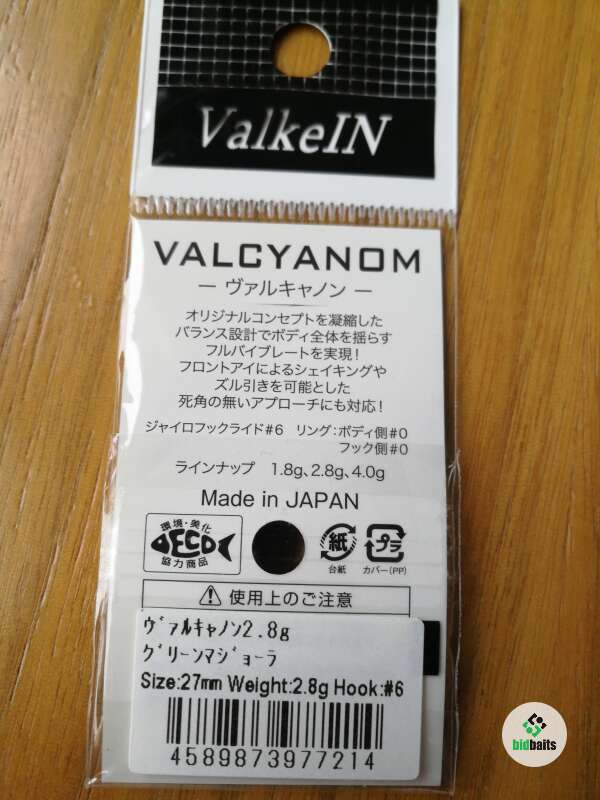 ValkeIN
VALCYANOM
— ヴァルキャノン —
オリジナルコンセプトを凝縮した
バランス設計でボディ全体を揺らす
フルバイブレートを実現！
フロントアイによるシェイキングや
ズル引きを可能とした
死角の無いアプローチにも対応！
ジャイロフックライド#6 リング：ボディ側#0
フック側#0
ラインナップ 1.8g、2.8g、4.0g
Made in JAPAN
環境・美化
DECO
協力商品
紙
台紙
プラ
カバー(PP)
使用上のご注意
ヴァルキャノン2.8g
グリーンマジョーラ
Size:27mm Weight:2.8g Hook:#6
4589873977214
bidbaits